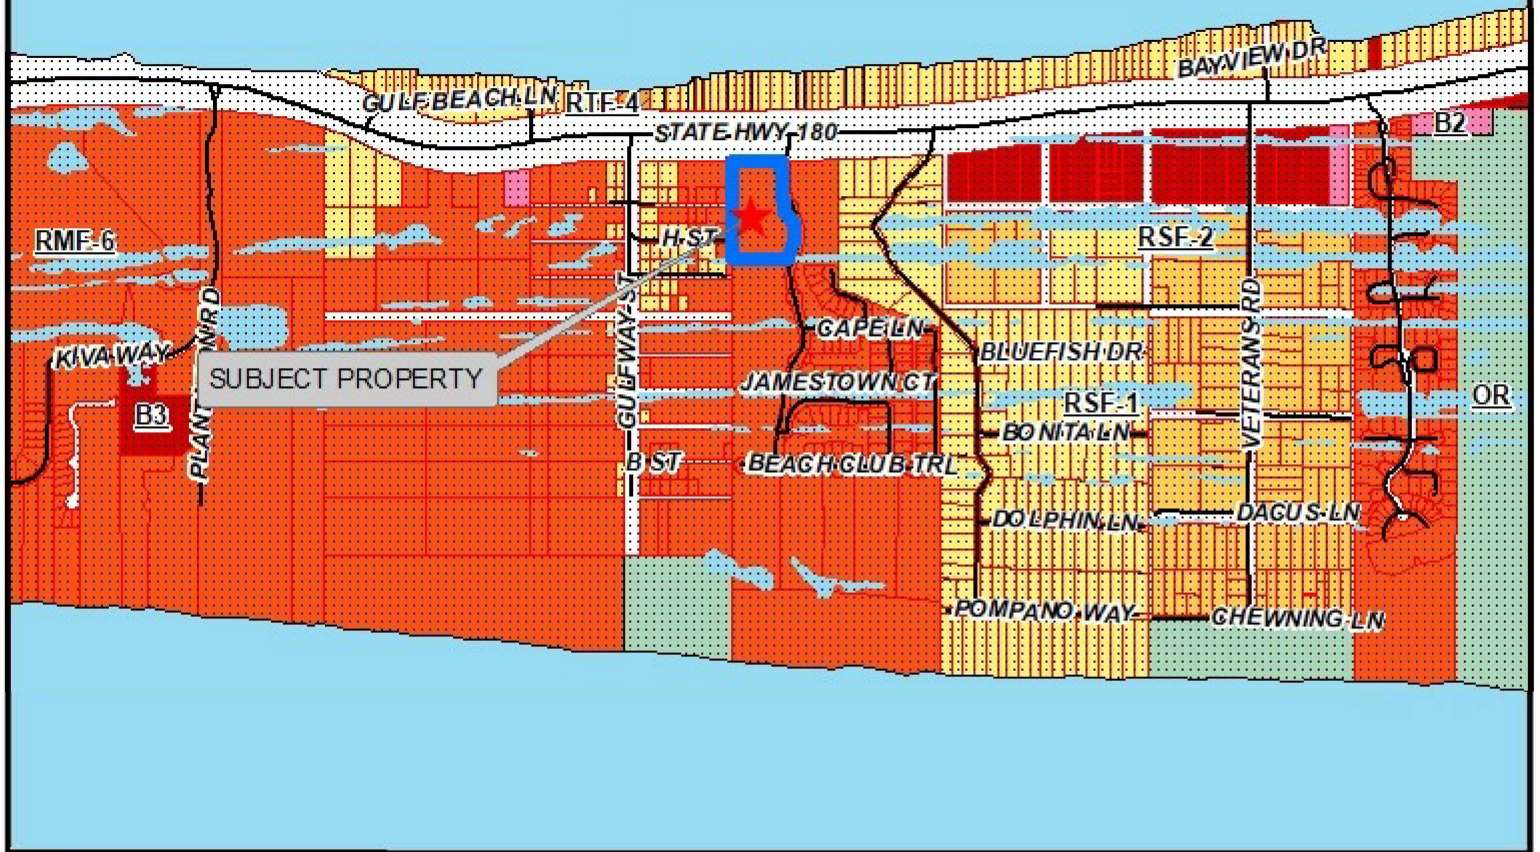 BAYVIEW DR
GULF BEACH LN
RTF-4
STATE HWY 180
B2
RMF-6
H ST
RSF-2
GULFWAY ST
PLANTATION RD
VETERANS RD
CAPE LN
KIVA WAY
BLUEFISH DR
SUBJECT PROPERTY
JAMESTOWN CT
RSF-1
OR
B3
BONITA LN
B ST
BEACH CLUB TRL
DOLPHIN LN
DACUS LN
POMPANO WAY
CHEWNING LN